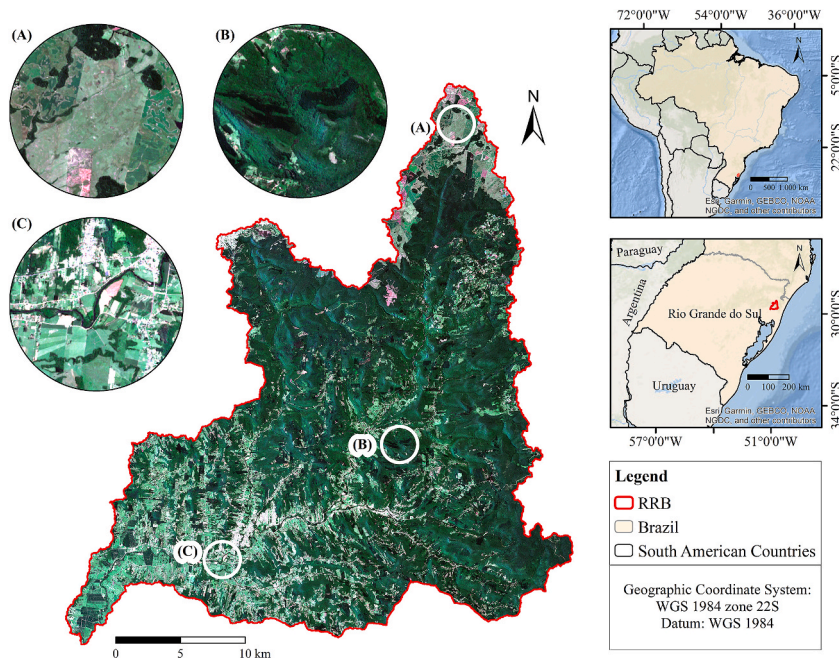 (A)
(B)
(C)
N
(A)
(B)
(C)
0 5 10 km
72°0'0"W 54°0'0"W 36°0'0"W
N
5°0'0"S
22°0'0"S
0 500 1.000 km
Esri, Garmin, GEBCO, NOAA
NGDC, and other contributors
Paraguay
N
Argentina
Rio Grande do Sul
30°0'0"S
Uruguay
0 100 200 km
34°0'0"S
Esri, Garmin, GEBCO, NOAA
NGDC, and other contributors
57°0'0"W 51°0'0"W
Legend
RRB
Brazil
South American Countries
Geographic Coordinate System:
WGS 1984 zone 22S
Datum: WGS 1984